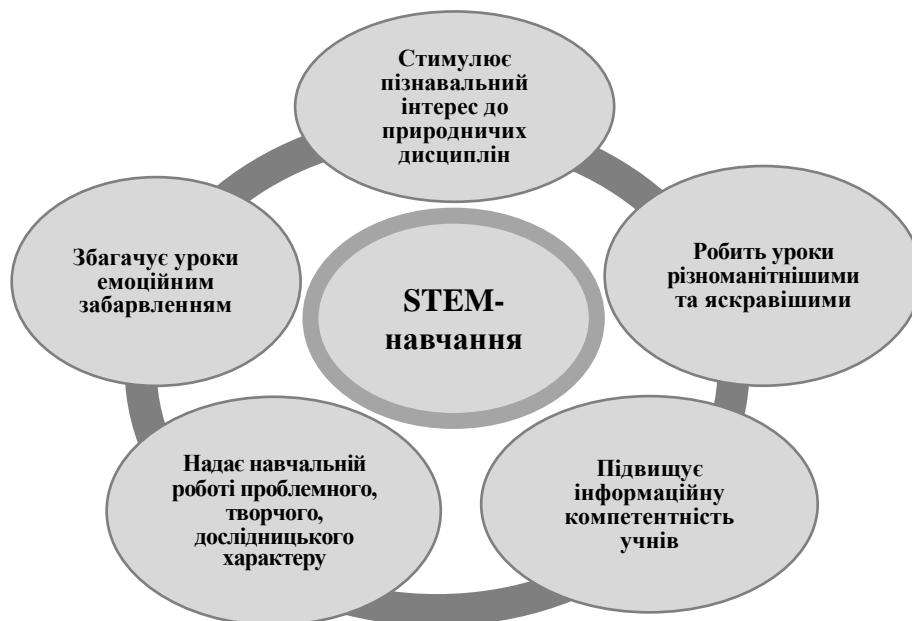 Стимулює
пізнавальний
інтерес до
природничих
дисциплін
Збагачує уроки
емоційним
забарвленням
Робить уроки
різноманітнішими
та яскравішими
STEM-
навчання
Надає навчальній
роботі проблемного,
творчого,
дослідницького
характеру
Підвищує
інформаційну
компетентність
учнів